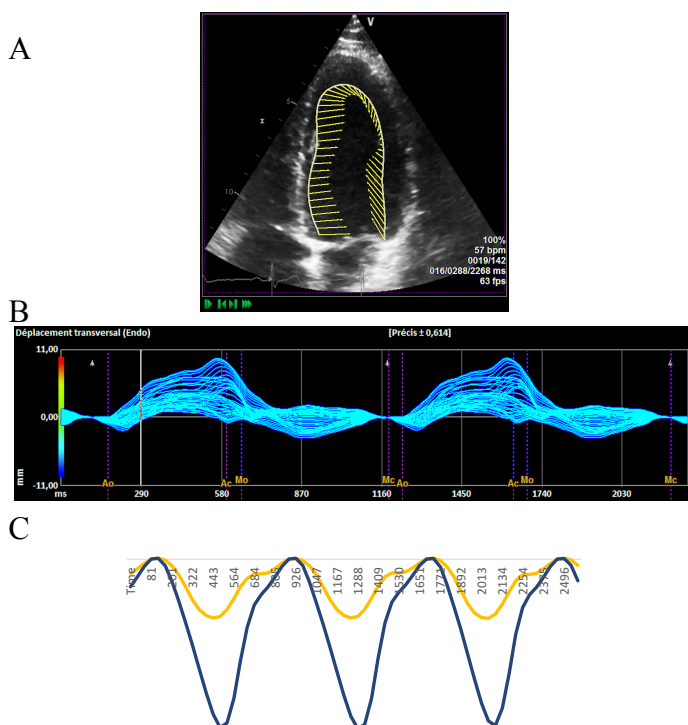 A
V
5
10
100%
57 bpm
0019/142
016/0288/2268 ms
63 fps
B
Déplacement transversal (Endo) [Précis ± 0,614]
11,00
0,00
-11,00
mm
Ao Ac Mo Mc Ao Ac Mo Mc
ms 290 580 870 1160 1450 1740 2030
C
Time 81 201 322 443 564 684 805 926 1047 1167 1288 1409 1530 1651 1771 1892 2013 2134 2254 2375 2496